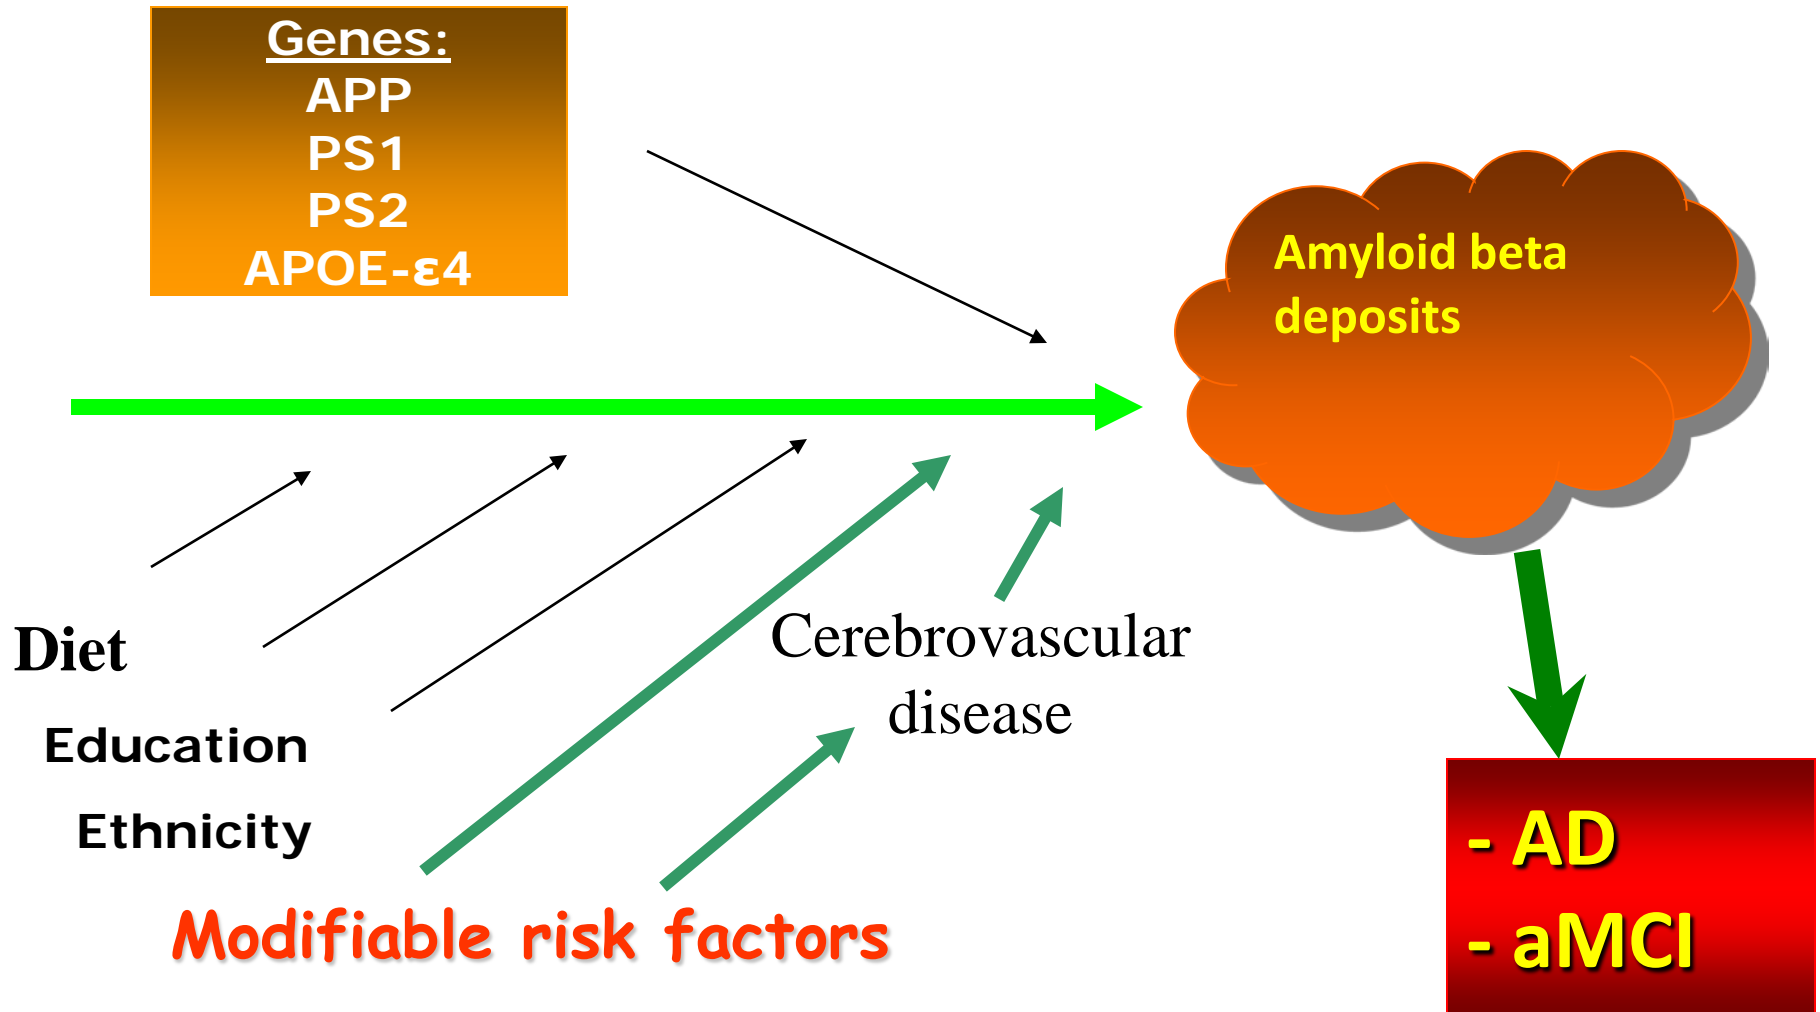 Genes:
APP
PS1
PS2
APOE-ε4
Amyloid beta
deposits
Diet
Education
Ethnicity
Modifiable risk factors
Cerebrovascular
disease
- AD
- aMCI